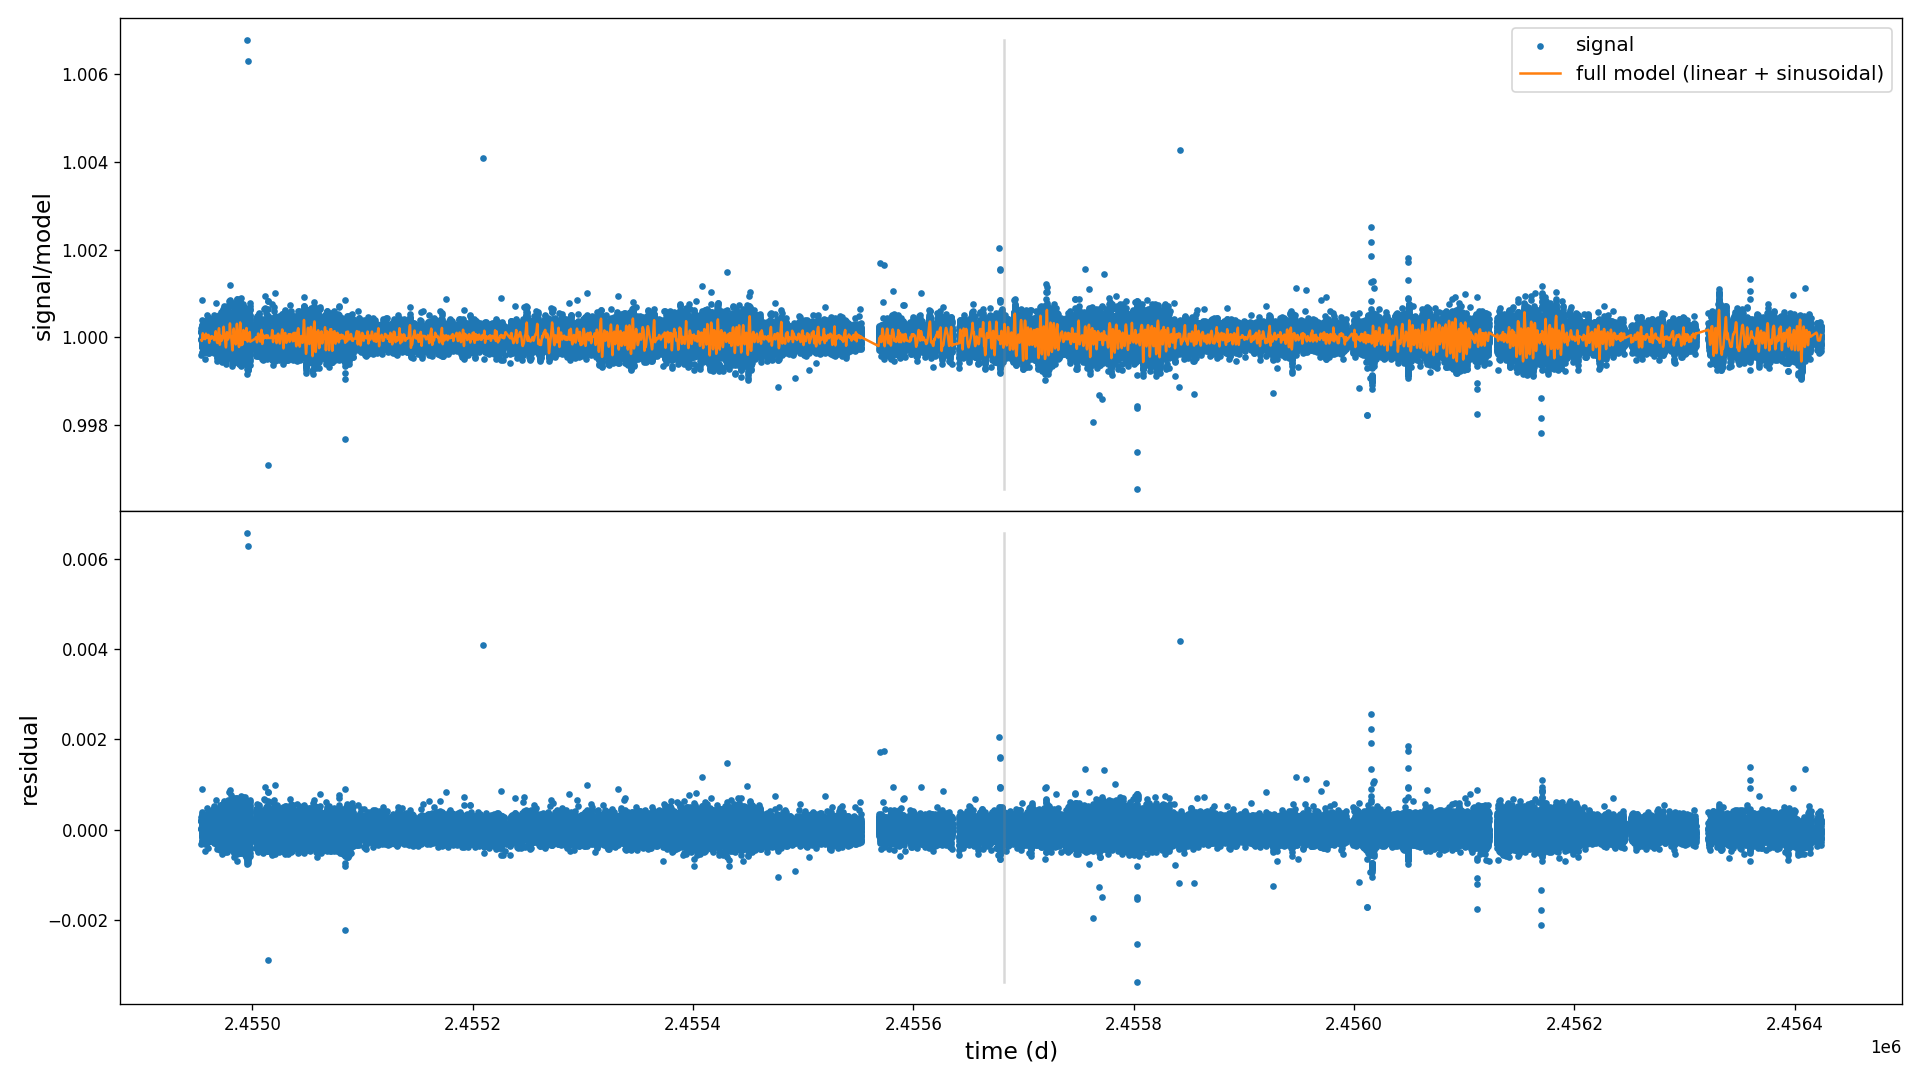 signal
full model (linear + sinusoidal)
signal/model
1.006
1.004
1.002
1.000
0.998
residual
0.006
0.004
0.002
0.000
−0.002
2.4550 2.4552 2.4554 2.4556 2.4558 2.4560 2.4562 2.4564
1e6
time (d)